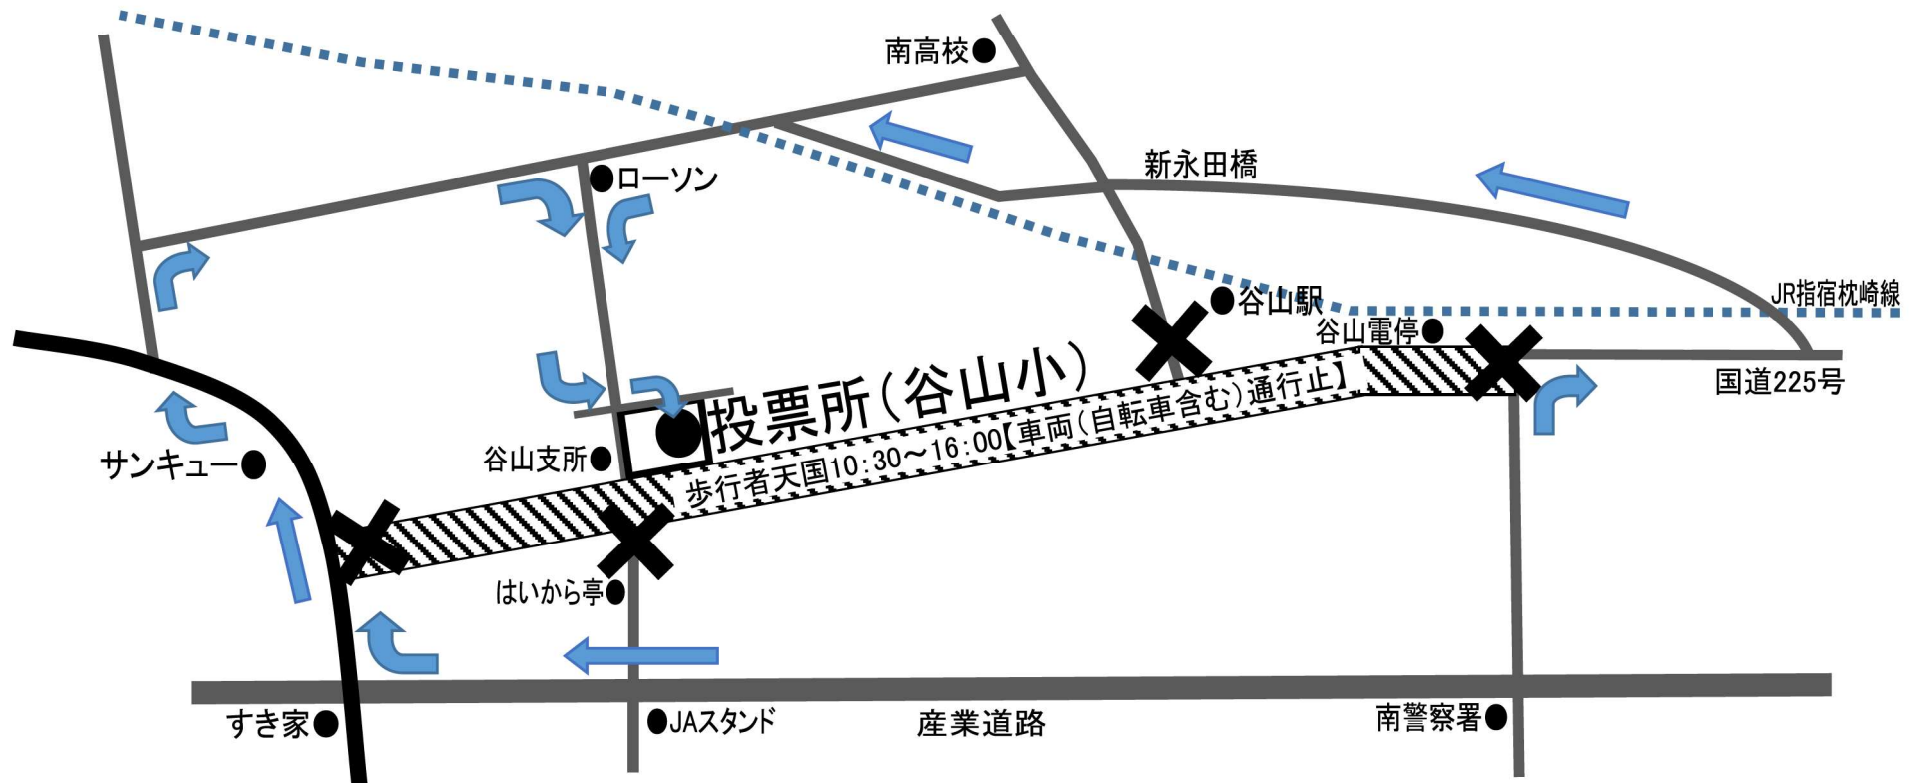 南高校
ローソン
新永田橋
JR指宿枕崎線
谷山駅
谷山電停
国道225号
投票所(谷山小)
歩行者天国10:30～16:00【車両(自転車含む)通行止】
サンキュー
谷山支所
はいから亭
すき家
JAスタンド
産業道路
南警察署